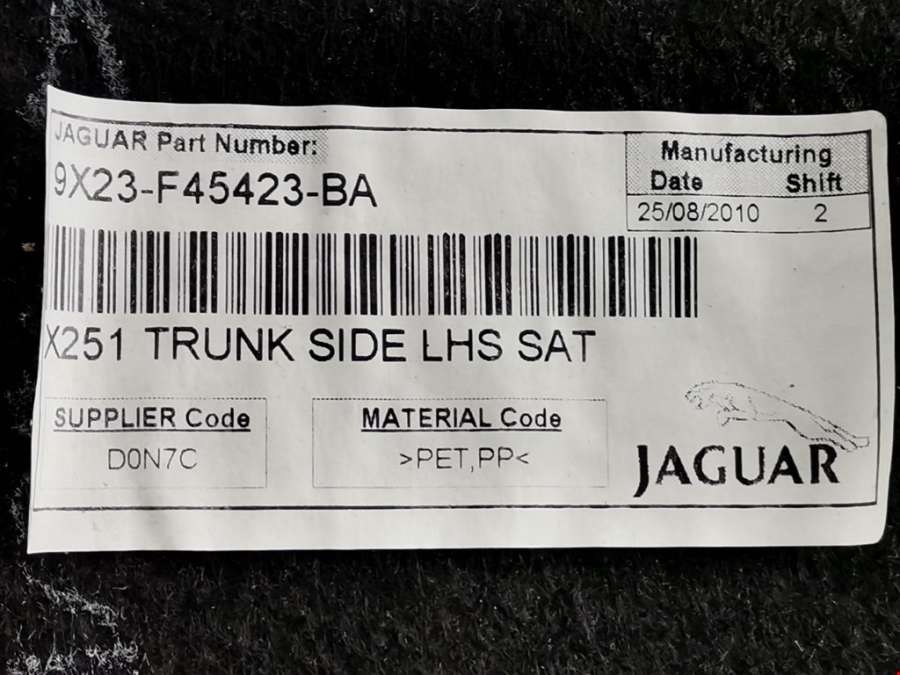 JAGUAR Part Number:
9X23-F45423-BA
Manufacturing
Date Shift
25/08/2010 2
X251 TRUNK SIDE LHS SAT
SUPPLIER Code
D0N7C
MATERIAL Code
>PET,PP<
JAGUAR